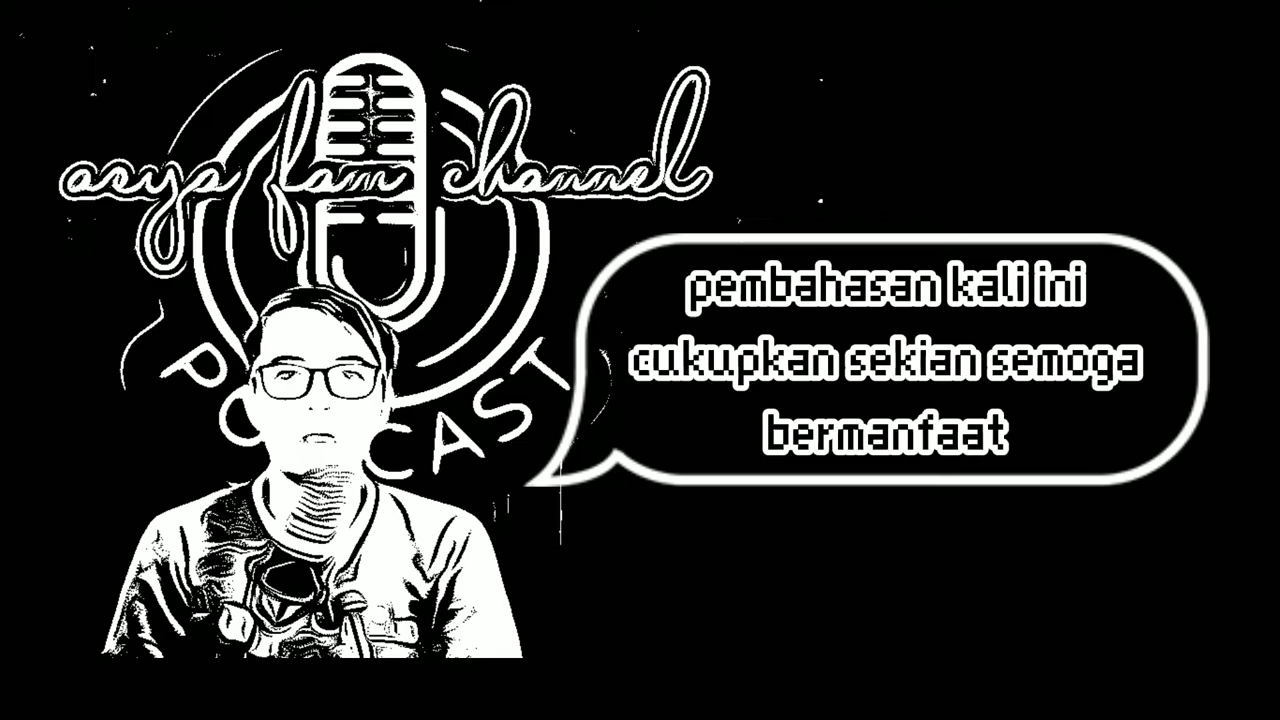 asya fam channel
PODCAST
pembahasan kali ini
cukupkan sekian semoga
bermanfaat